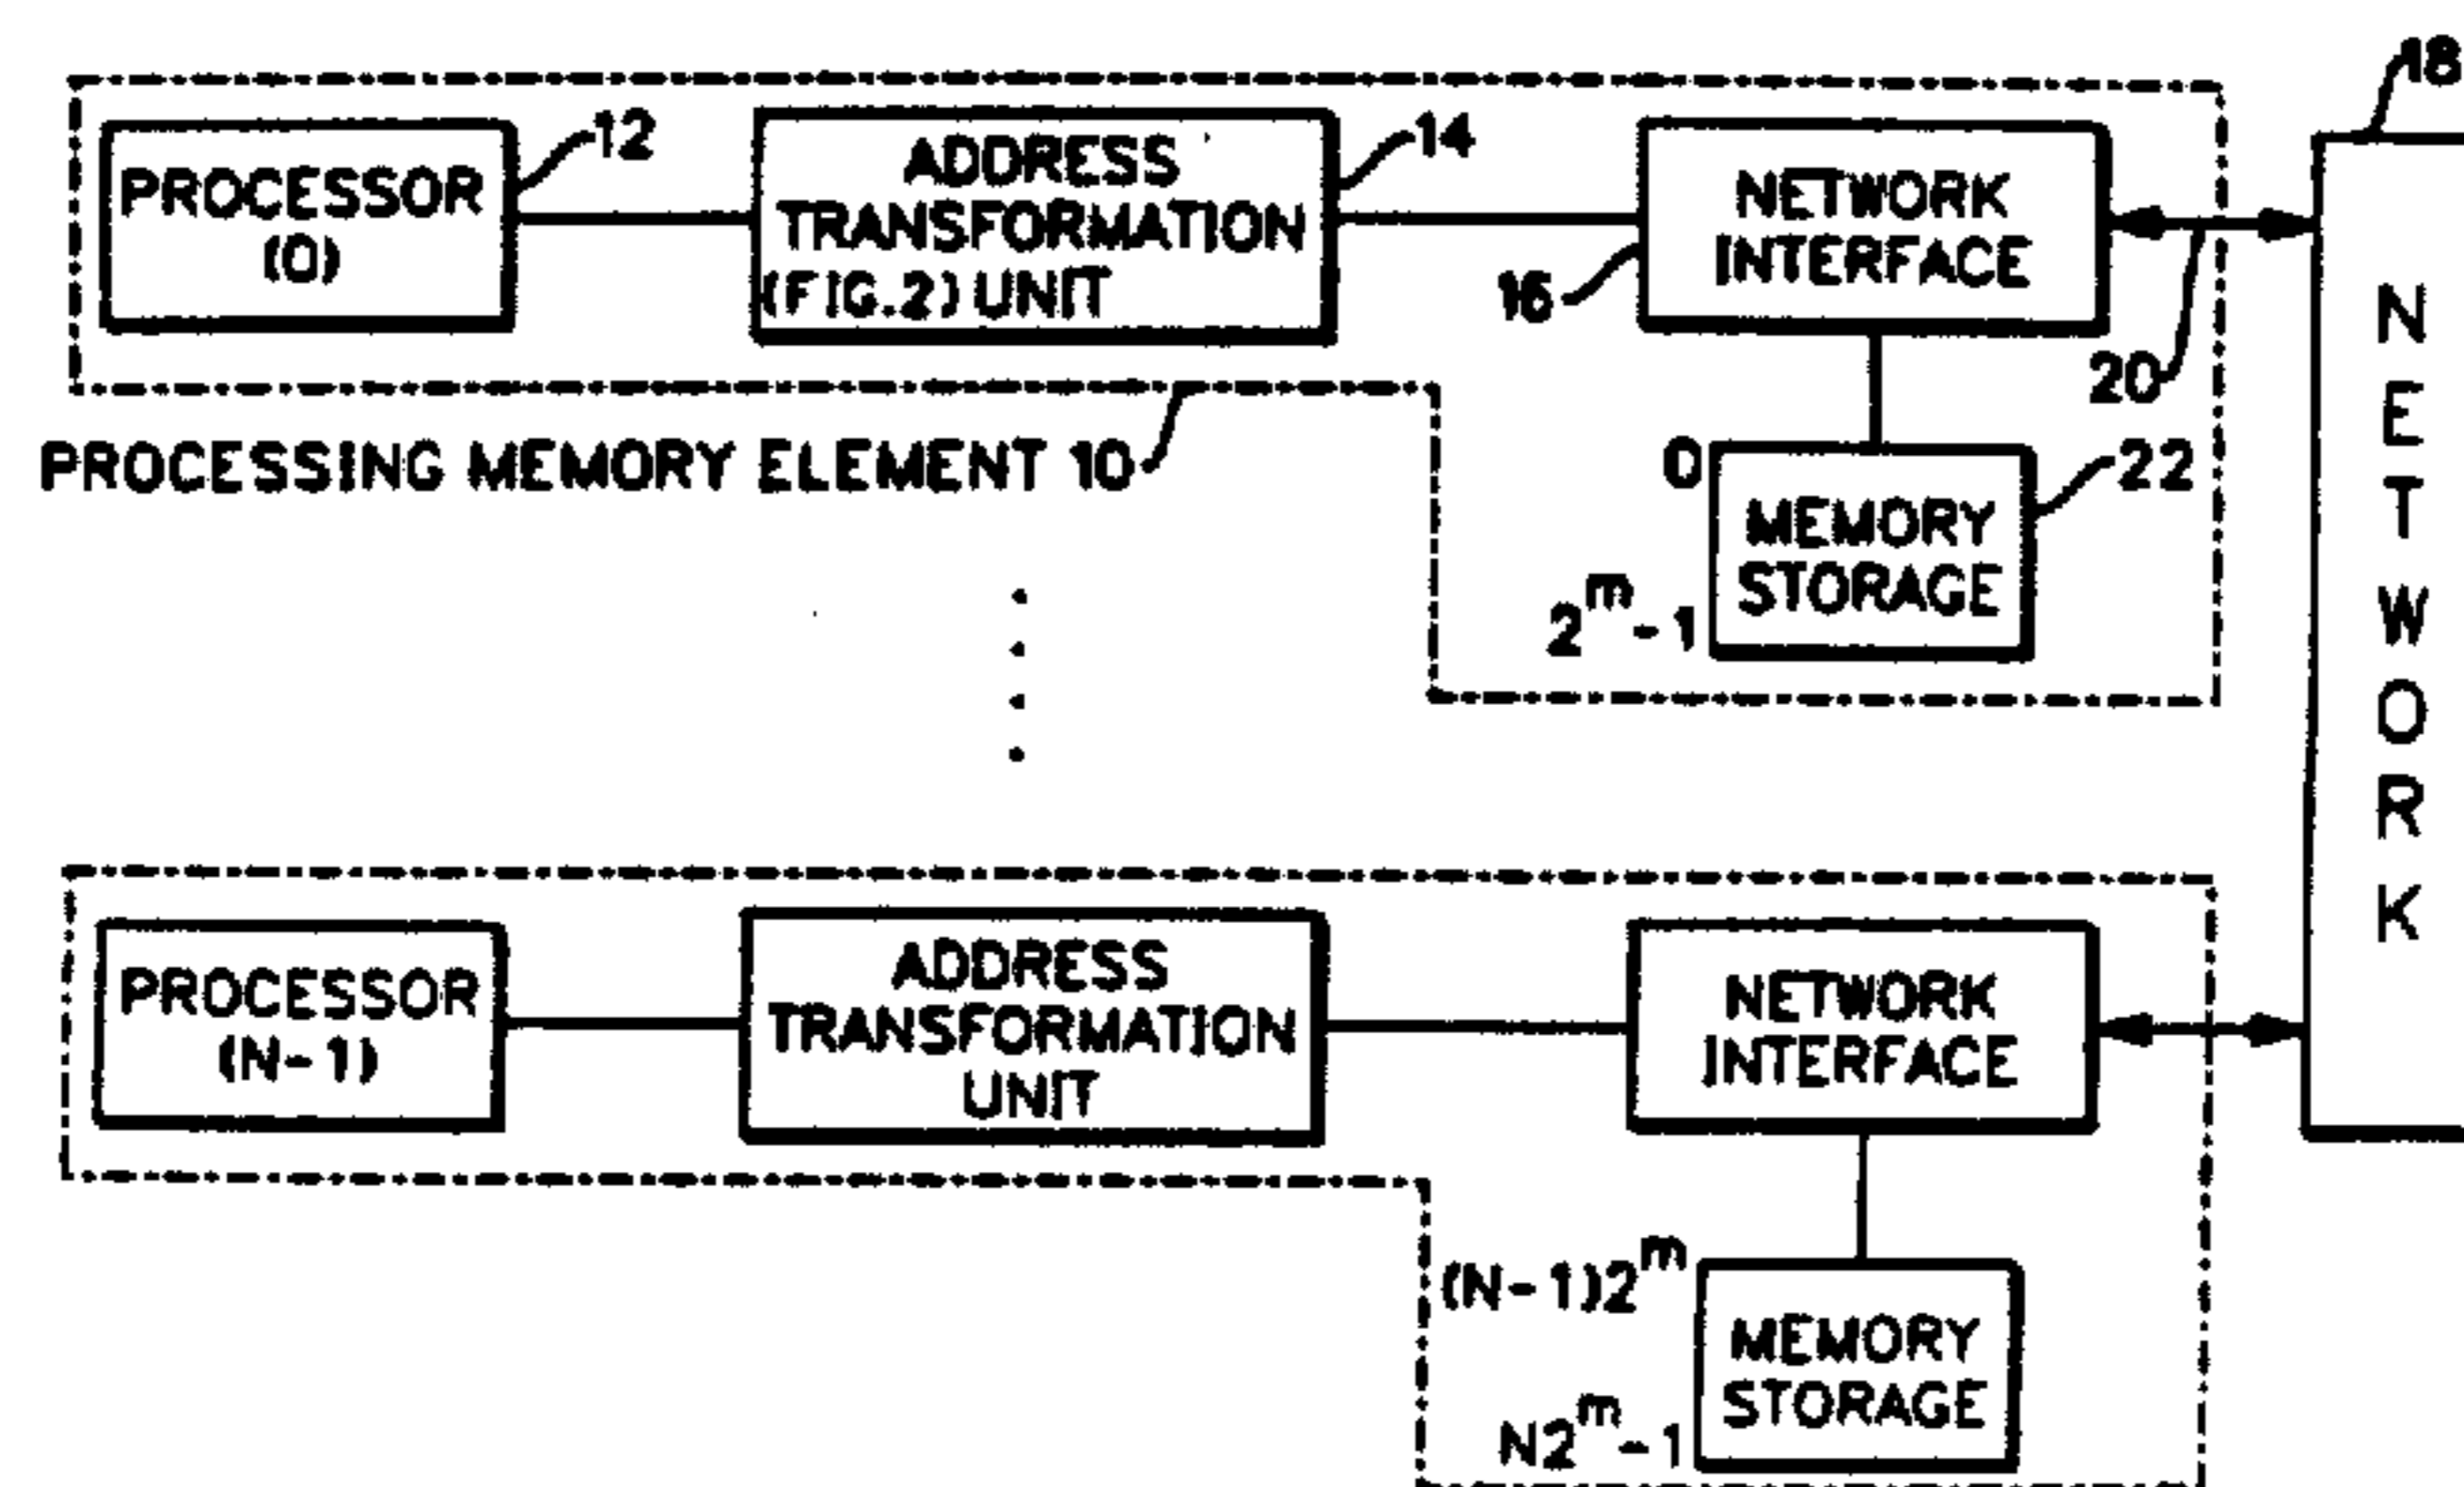 18
12
14
PROCESSOR
(0)
ADDRESS
TRANSFORMATION
(FIG.2) UNIT
NETWORK
INTERFACE
16
20
PROCESSING MEMORY ELEMENT 10
0
22
MEMORY
STORAGE
2^m-1
NETWORK
PROCESSOR
(N-1)
ADDRESS
TRANSFORMATION
UNIT
NETWORK
INTERFACE
(N-1)2^m
MEMORY
STORAGE
N2^m-1